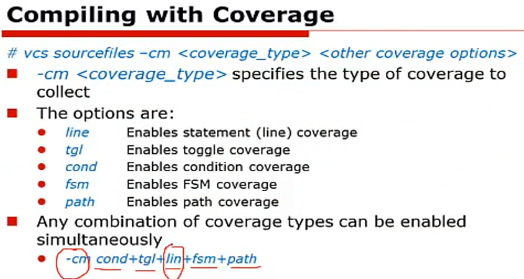 Compiling with Coverage
# vcs sourcefiles –cm <coverage_type> <other coverage options>
-cm <coverage_type> specifies the type of coverage to
collect
The options are:
line Enables statement (line) coverage
tgl Enables toggle coverage
cond Enables condition coverage
fsm Enables FSM coverage
path Enables path coverage
Any combination of coverage types can be enabled
simultaneously
-cm cond+tgl+lin+fsm+path